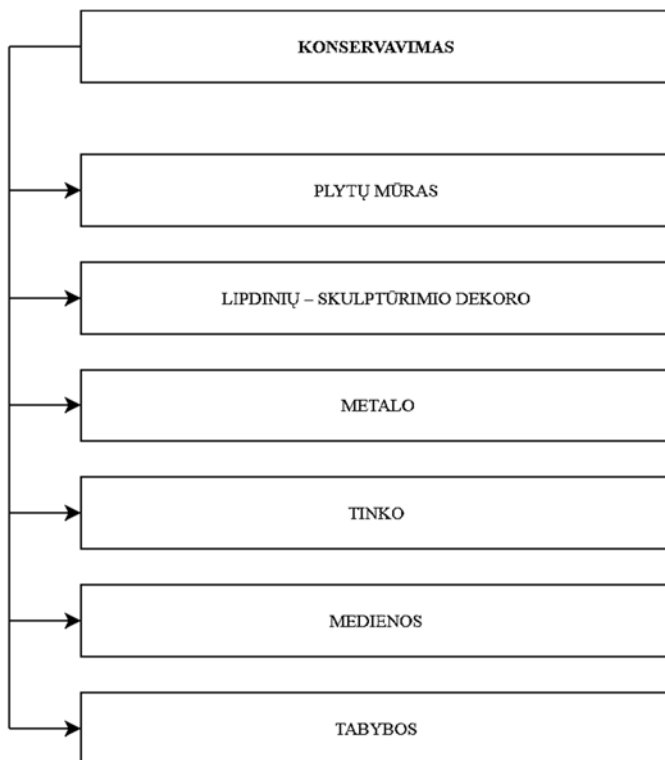 KONSERVAVIMAS
PLYTŲ MŪRAS
LIPDINIŲ – SKULPTŪRIMIO DEKORO
METALO
TINKO
MEDIENOS
TABYBOS